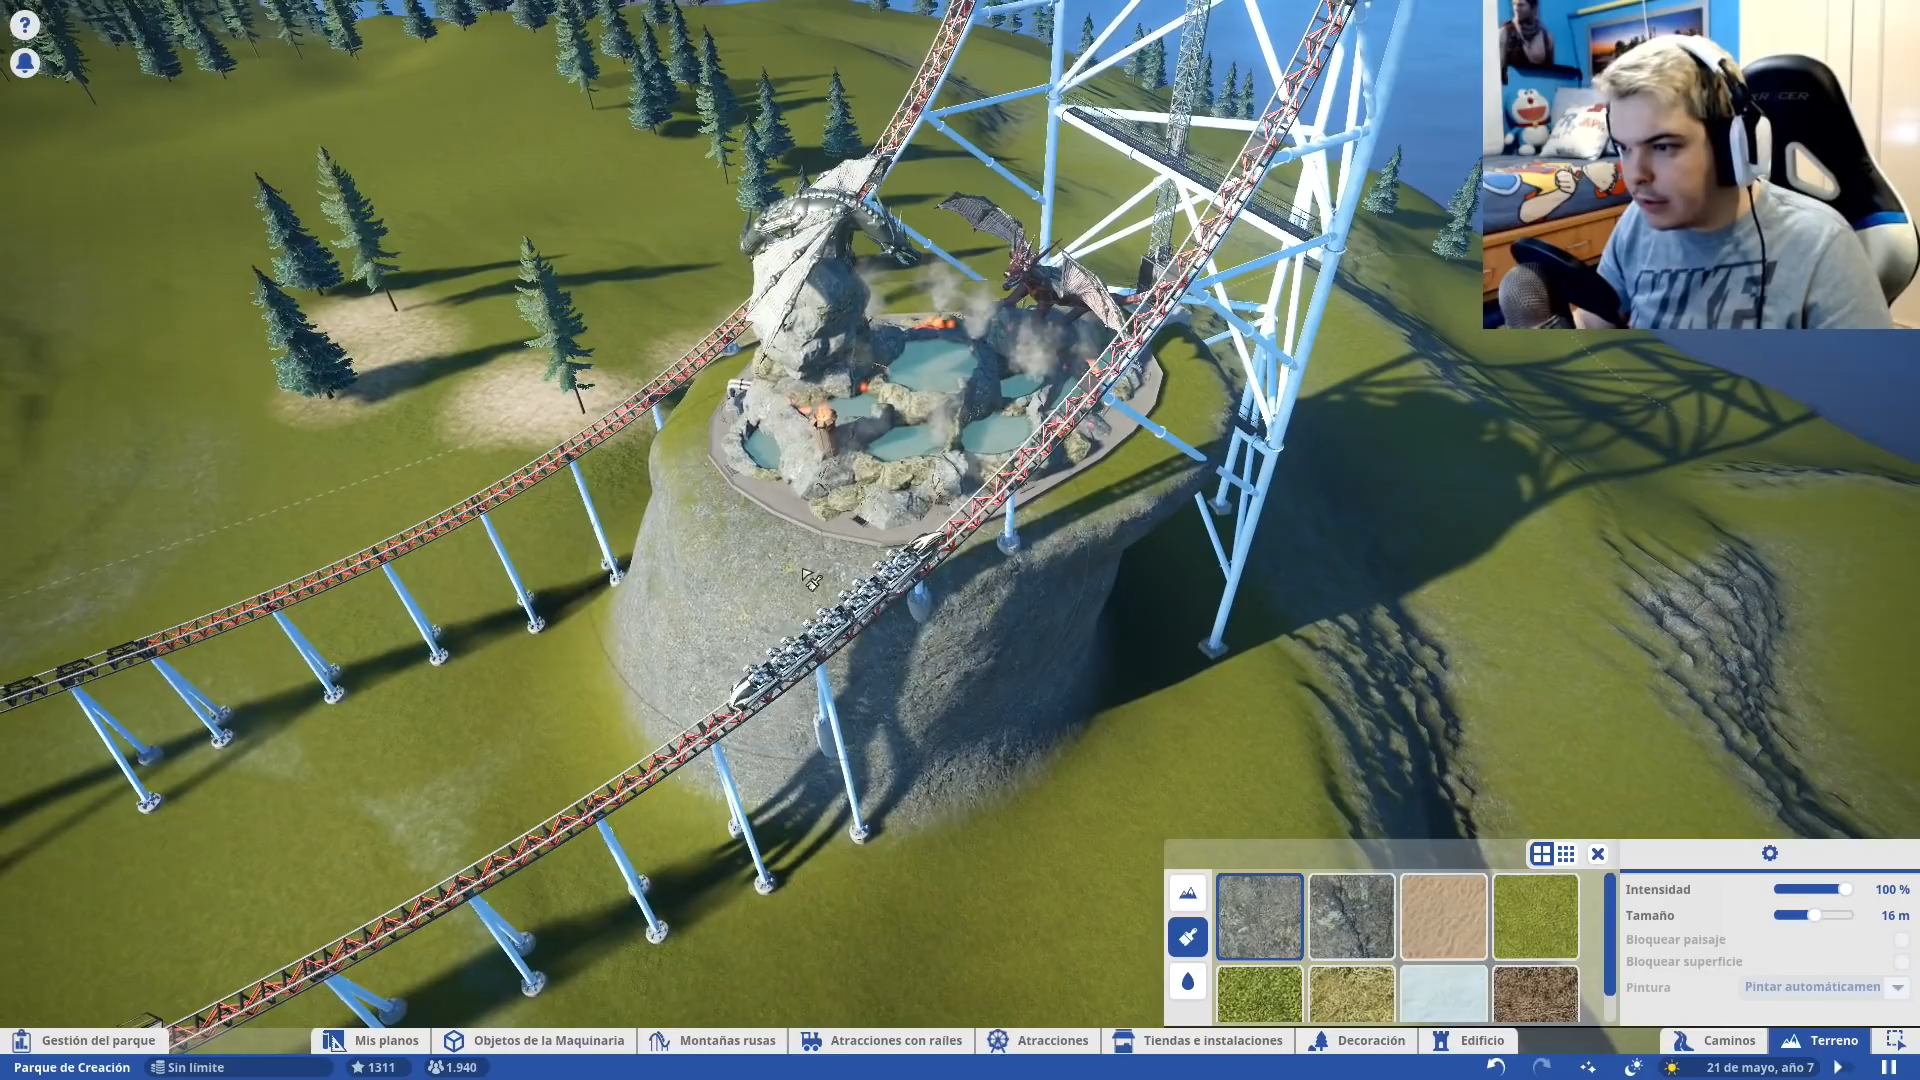 ?
NIKE
Intensidad 100 %
Tamaño 16 m
Bloquear paisaje
Bloquear superficie
Pintura Pintar automáticamen
Gestión del parque Mis planos Objetos de la Maquinaria Montañas rusas Atracciones con raíles Atracciones Tiendas e instalaciones Decoración Edificio Caminos Terreno
Parque de Creación Sin límite 1311 1.940 21 de mayo, año 7